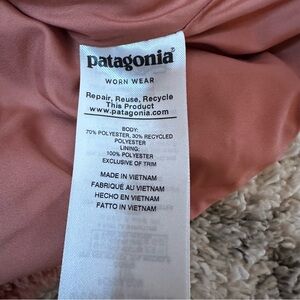 patagonia®
WORN WEAR
Repair, Reuse, Recycle
This Product
www.patagonia.com
BODY:
70% POLYESTER, 30% RECYCLED
POLYESTER
LINING:
100% POLYESTER
EXCLUSIVE OF TRIM
MADE IN VIETNAM
FABRIQUÉ AU VIETNAM
HECHO EN VIETNAM
FATTO IN VIETNAM